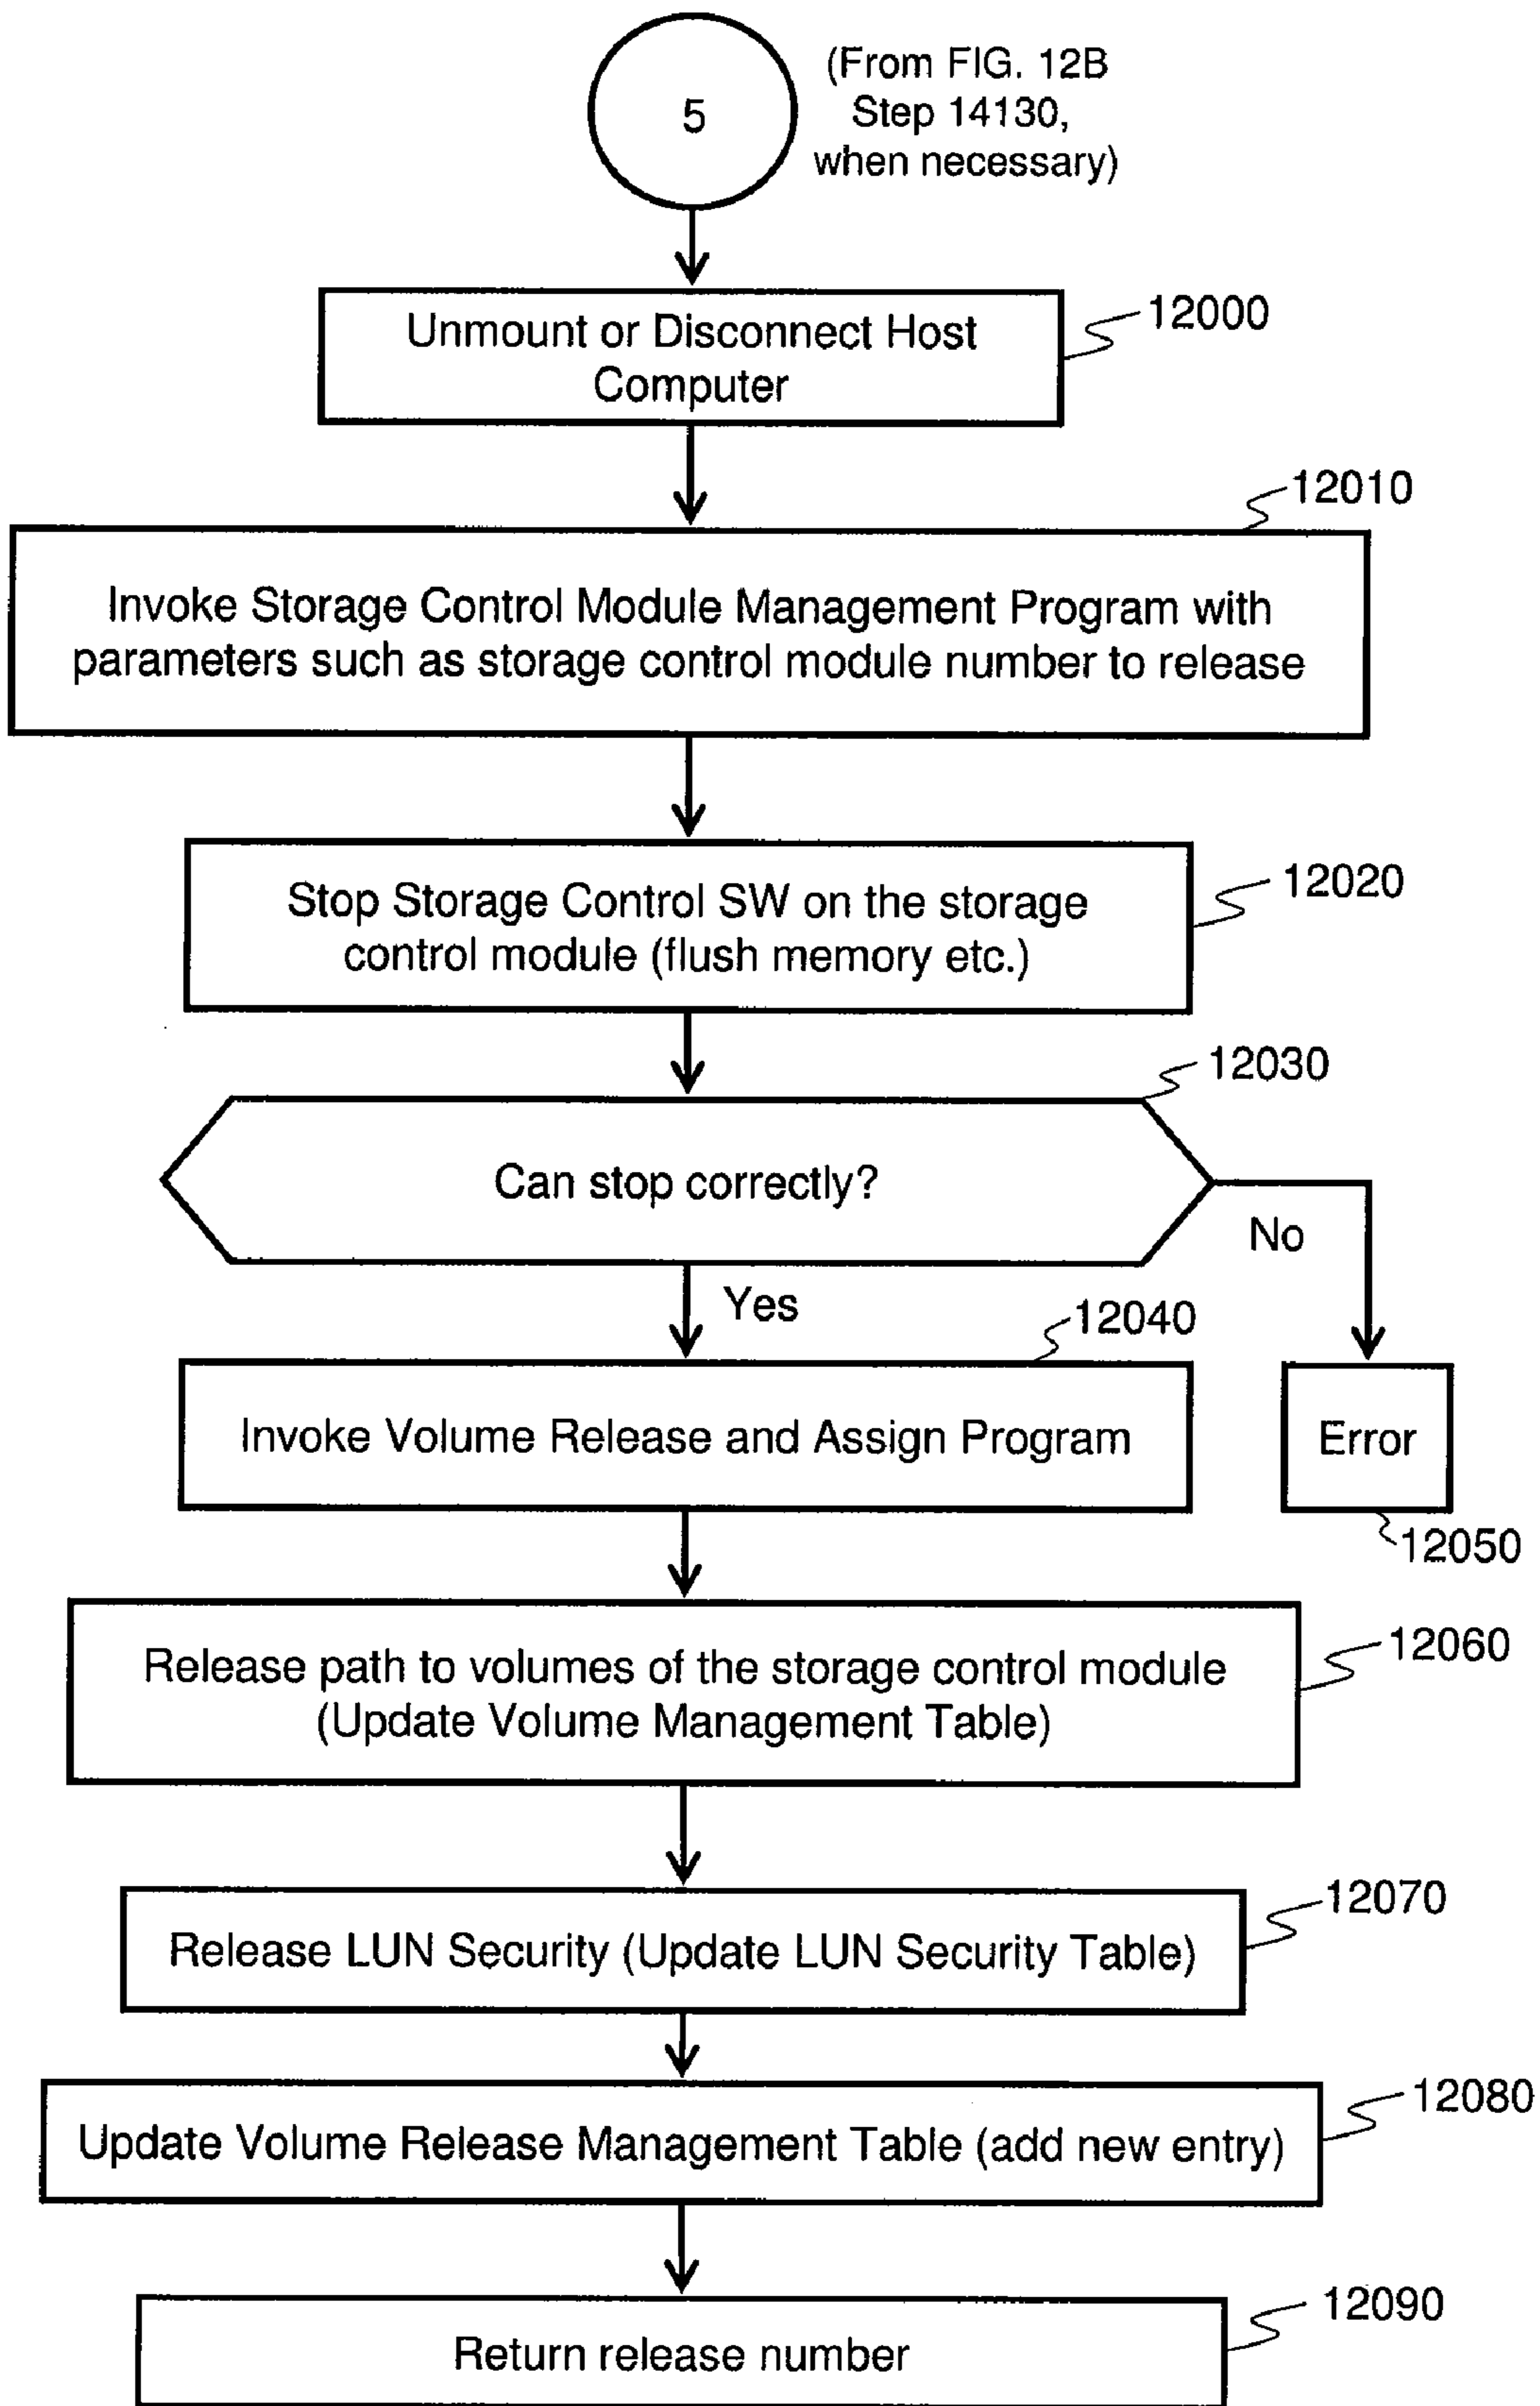 5
(From FIG. 12B
Step 14130,
when necessary)
12000
Unmount or Disconnect Host
Computer
12010
Invoke Storage Control Module Management Program with
parameters such as storage control module number to release
12020
Stop Storage Control SW on the storage
control module (flush memory etc.)
12030
Can stop correctly?
No
Yes
12040
Invoke Volume Release and Assign Program
Error
12050
12060
Release path to volumes of the storage control module
(Update Volume Management Table)
12070
Release LUN Security (Update LUN Security Table)
12080
Update Volume Release Management Table (add new entry)
12090
Return release number